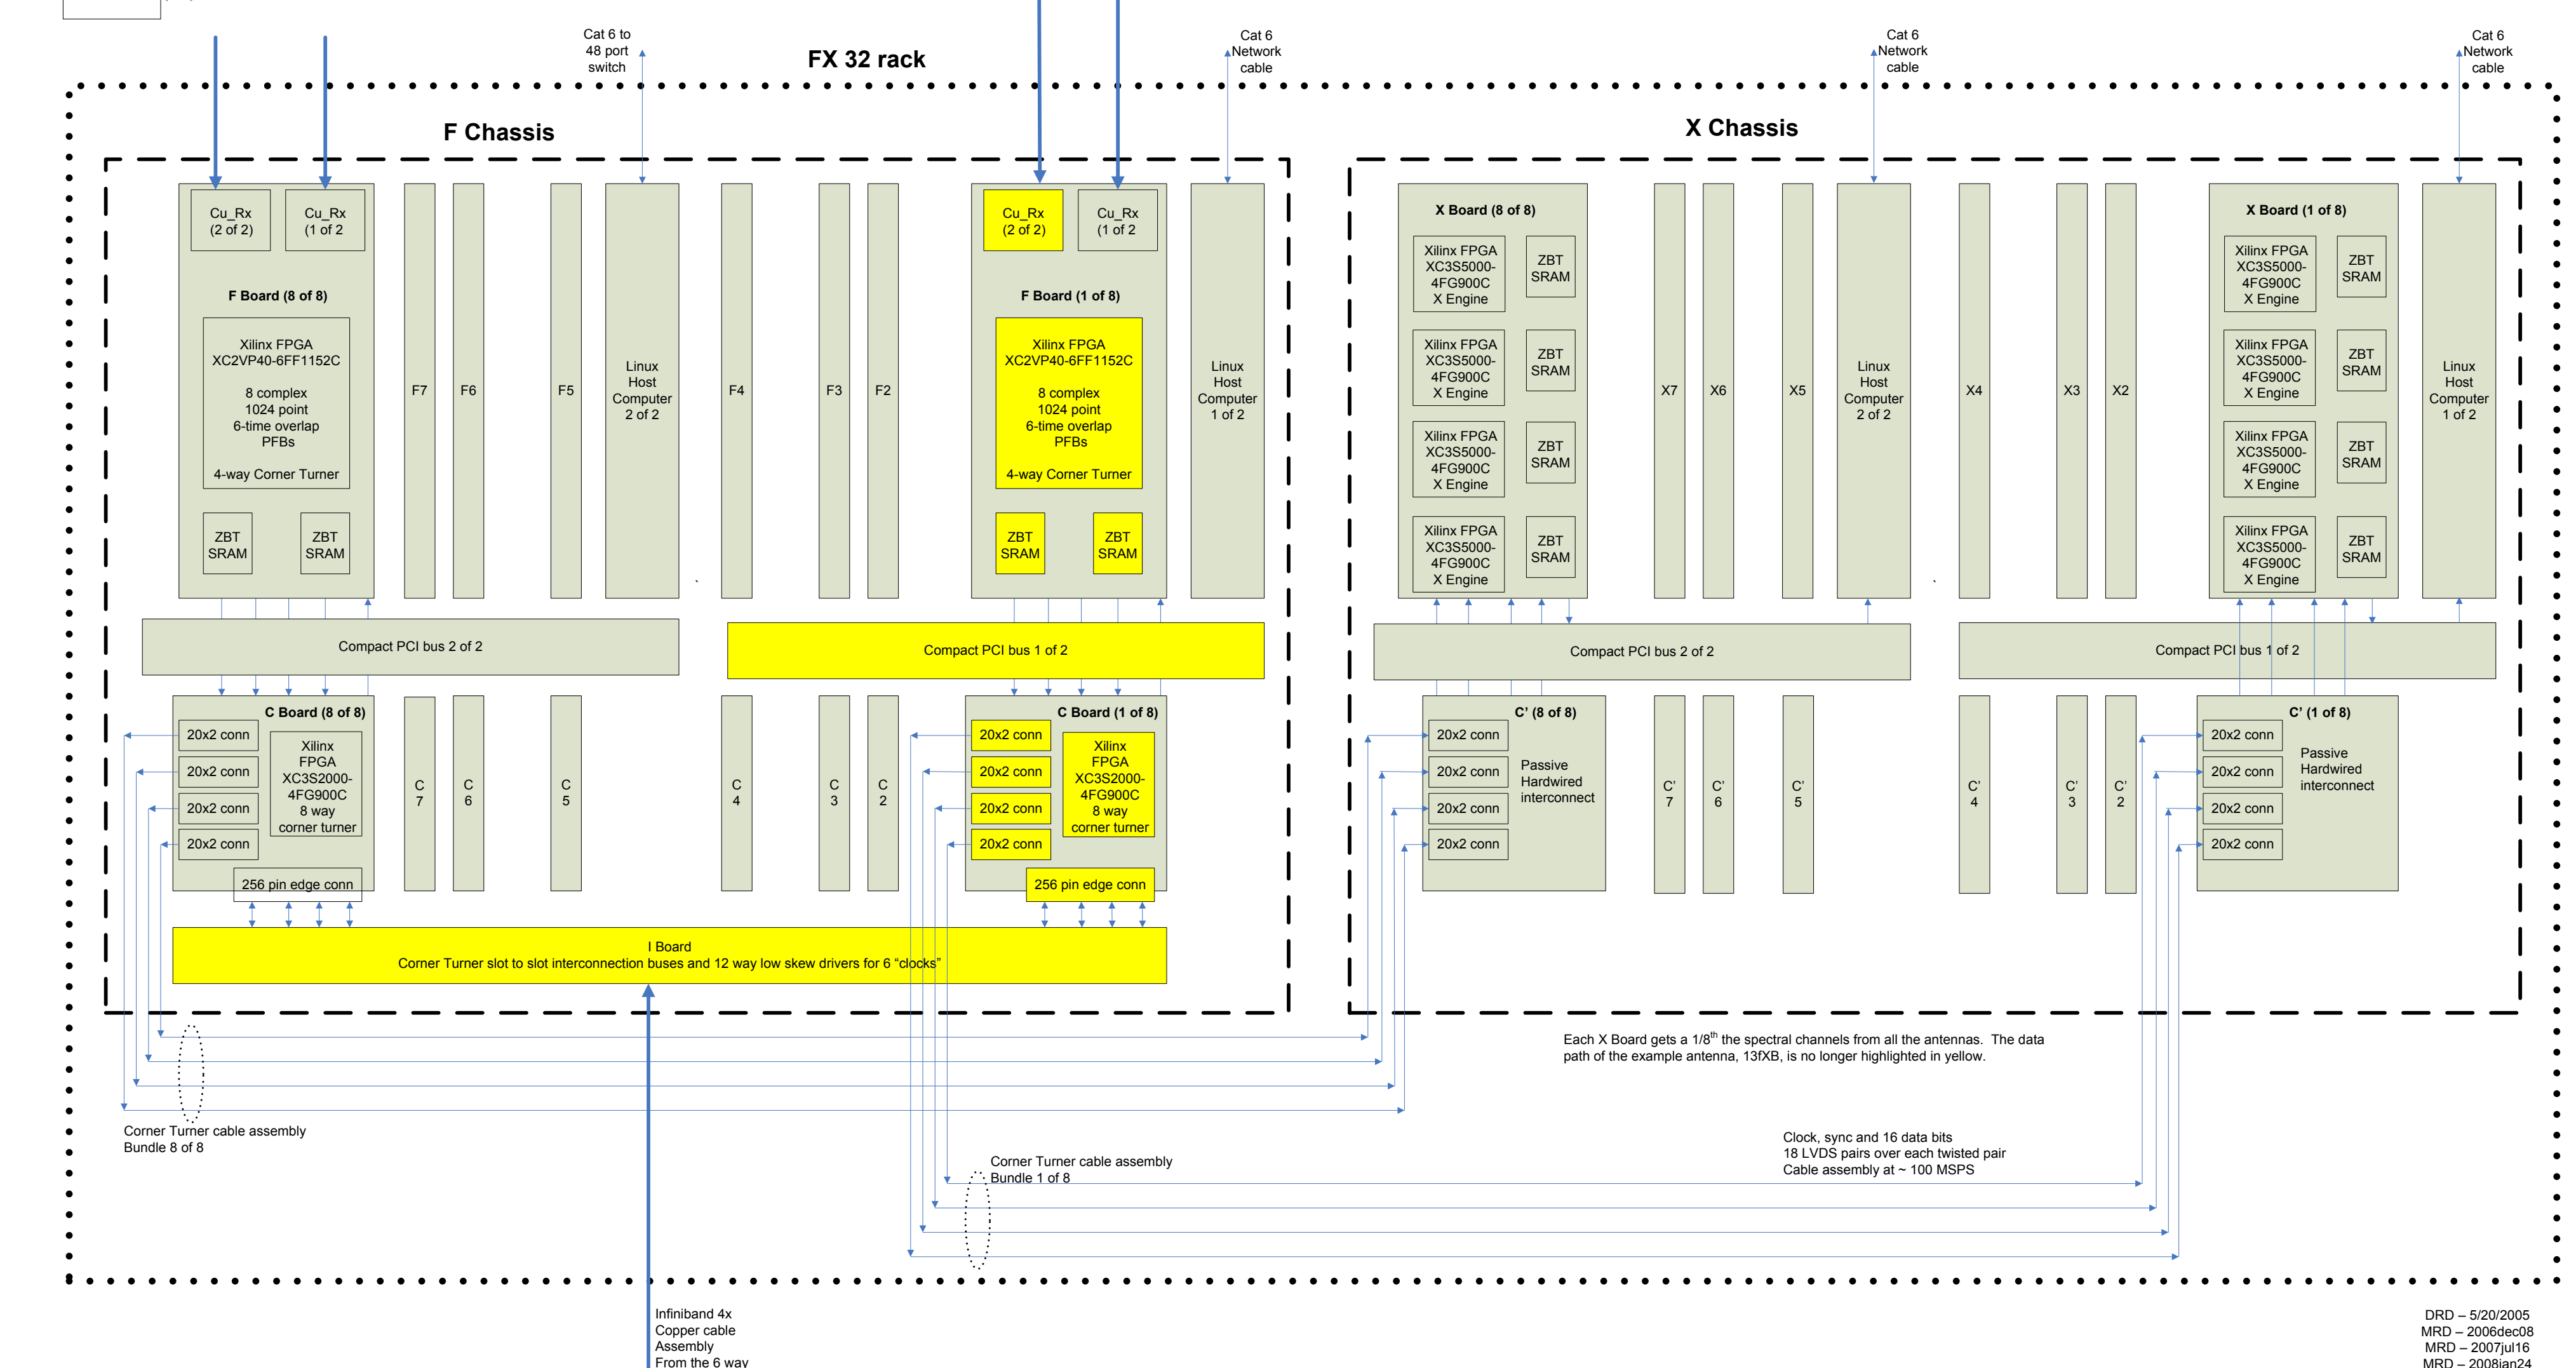 Cat 6 to
48 port
switch
FX 32 rack
Cat 6
Network
cable
Cat 6
Network
cable
Cat 6
Network
cable
F Chassis
X Chassis
Cu_Rx
(2 of 2)
Cu_Rx
(1 of 2
F Board (8 of 8)
Xilinx FPGA
XC2VP40-6FF1152C
8 complex
1024 point
6-time overlap
PFBs
4-way Corner Turner
ZBT
SRAM
ZBT
SRAM
F7
F6
F5
Linux
Host
Computer
2 of 2
F4
F3
F2
Cu_Rx
(2 of 2)
Cu_Rx
(1 of 2
F Board (1 of 8)
Xilinx FPGA
XC2VP40-6FF1152C
8 complex
1024 point
6-time overlap
PFBs
4-way Corner Turner
ZBT
SRAM
ZBT
SRAM
Linux
Host
Computer
1 of 2
X Board (8 of 8)
Xilinx FPGA
XC3S5000-
4FG900C
X Engine
ZBT
SRAM
Xilinx FPGA
XC3S5000-
4FG900C
X Engine
ZBT
SRAM
Xilinx FPGA
XC3S5000-
4FG900C
X Engine
ZBT
SRAM
Xilinx FPGA
XC3S5000-
4FG900C
X Engine
ZBT
SRAM
X7
X6
X5
Linux
Host
Computer
2 of 2
X4
X3
X2
X Board (1 of 8)
Xilinx FPGA
XC3S5000-
4FG900C
X Engine
ZBT
SRAM
Xilinx FPGA
XC3S5000-
4FG900C
X Engine
ZBT
SRAM
Xilinx FPGA
XC3S5000-
4FG900C
X Engine
ZBT
SRAM
Xilinx FPGA
XC3S5000-
4FG900C
X Engine
ZBT
SRAM
Linux
Host
Computer
1 of 2
Compact PCI bus 2 of 2
Compact PCI bus 1 of 2
Compact PCI bus 2 of 2
Compact PCI bus 1 of 2
C Board (8 of 8)
20x2 conn
20x2 conn
20x2 conn
20x2 conn
Xilinx
FPGA
XC3S2000-
4FG900C
8 way
corner turner
256 pin edge conn
C
7
C
6
C
5
C
4
C
3
C
2
C Board (1 of 8)
20x2 conn
20x2 conn
20x2 conn
20x2 conn
Xilinx
FPGA
XC3S2000-
4FG900C
8 way
corner turner
256 pin edge conn
C’ (8 of 8)
20x2 conn
20x2 conn
20x2 conn
20x2 conn
Passive
Hardwired
interconnect
C’
7
C’
6
C’
5
C’
4
C’
3
C’
2
C’ (1 of 8)
20x2 conn
20x2 conn
20x2 conn
20x2 conn
Passive
Hardwired
interconnect
I Board
Corner Turner slot to slot interconnection buses and 12 way low skew drivers for 6 “clocks”
Each X Board gets a 1/8th the spectral channels from all the antennas. The data
path of the example antenna, 13fXB, is no longer highlighted in yellow.
Corner Turner cable assembly
Bundle 8 of 8
Corner Turner cable assembly
Bundle 1 of 8
Clock, sync and 16 data bits
18 LVDS pairs over each twisted pair
Cable assembly at ~ 100 MSPS
Infiniband 4x
Copper cable
Assembly
From the 6 way
DRD – 5/20/2005
MRD – 2006dec08
MRD – 2007jul16
MRD – 2008jan24